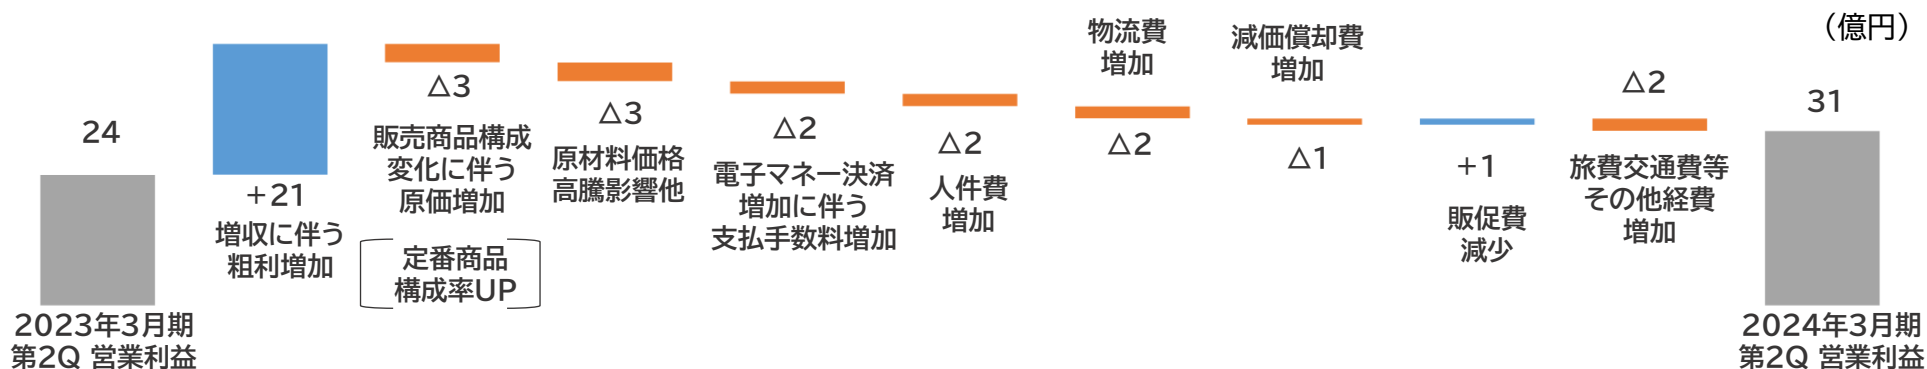 （億円）
24
2023年3月期
第2Q 営業利益
＋21
増収に伴う
粗利増加
△3
販売商品構成
変化に伴う
原価増加
定番商品
構成率UP
△3
原材料価格
高騰影響他
△2
電子マネー決済
増加に伴う
支払手数料増加
△2
人件費
増加
物流費
増加
△2
減価償却費
増加
△1
＋1
販促費
減少
△2
旅費交通費等
その他経費
増加
31
2024年3月期
第2Q 営業利益